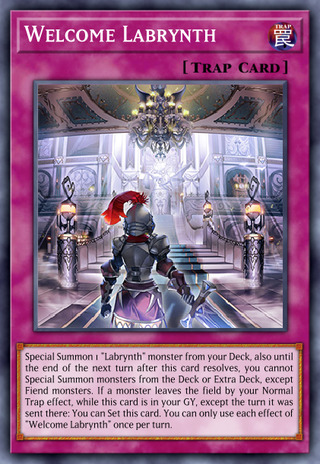 Welcome Labrynth
TRAP
罠
[Trap Card]
Special Summon 1 "Labrynth" monster from your Deck, also until
the end of the next turn after this card resolves, you cannot
Special Summon monsters from the Deck or Extra Deck, except
Fiend monsters. If a monster leaves the field by your Normal
Trap effect, while this card is in your GY, except the turn it was
sent there: You can Set this card. You can only use each effect of
"Welcome Labrynth" once per turn.